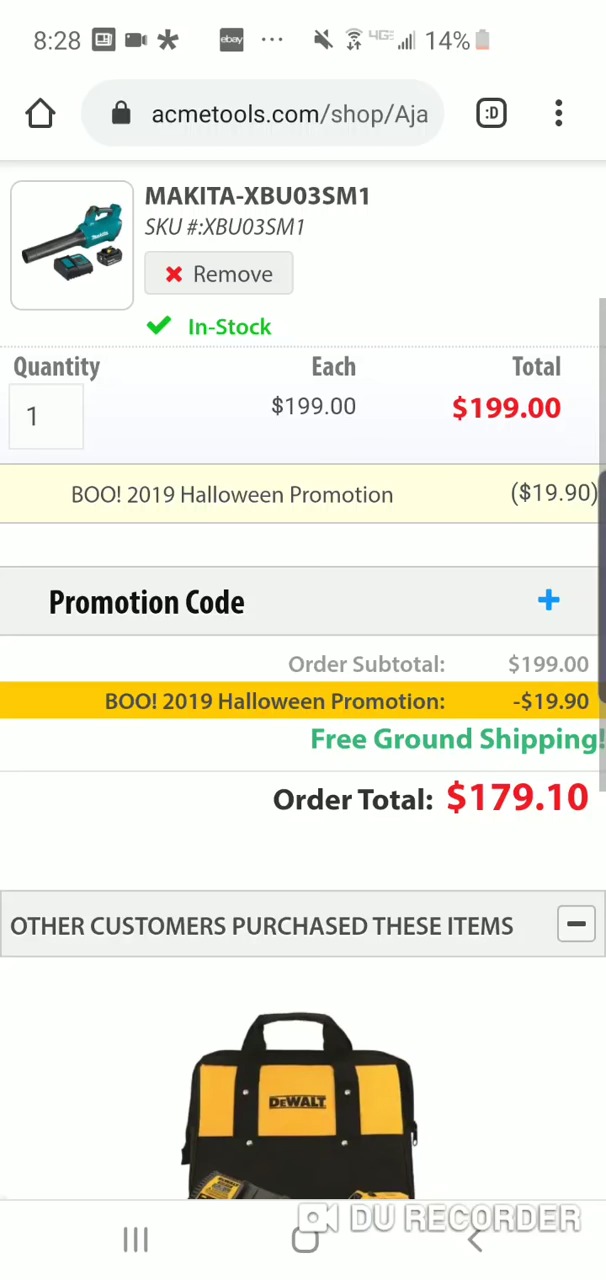 8:28 ebay ... 4GE 14%
acmetools.com/shop/Aja :D
MAKITA-XBU03SM1
SKU #:XBU03SM1
✖ Remove
✔ In-Stock
Quantity Each Total
1 $199.00 $199.00
BOO! 2019 Halloween Promotion ($19.90)
Promotion Code +
Order Subtotal: $199.00
BOO! 2019 Halloween Promotion: -$19.90
Free Ground Shipping!
Order Total: $179.10
OTHER CUSTOMERS PURCHASED THESE ITEMS −
DEWALT
DU RECORDER